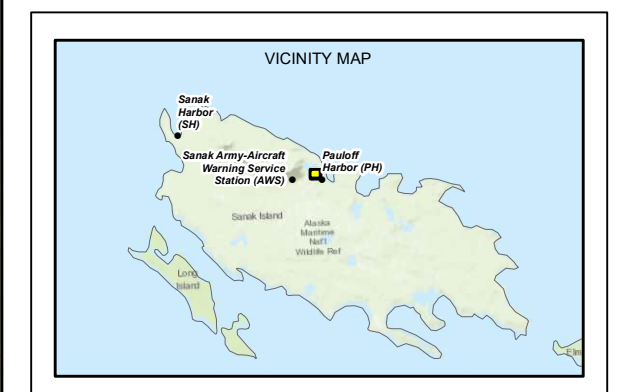 VICINITY MAP
Sanak
Harbor
(SH)
Sanak Army-Aircraft
Warning Service
Station (AWS)
Pauloff
Harbor (PH)
Sanak Island
Alaska
Maritime
Nat'l
Wildlife Ref
Long
Island
Elm